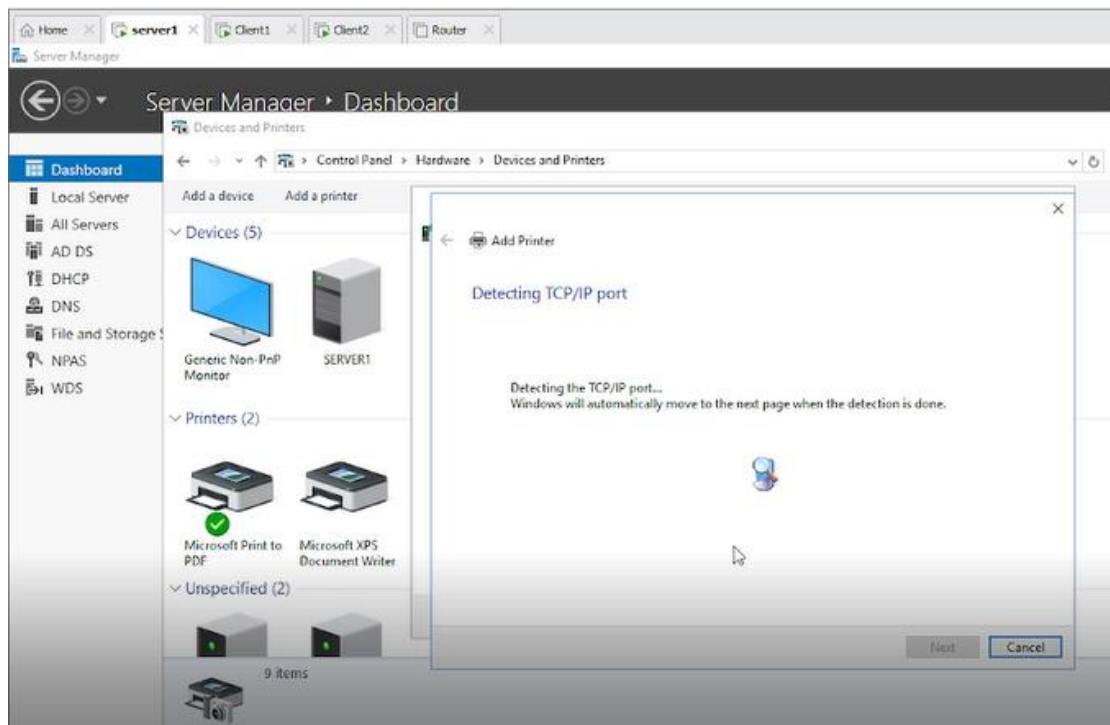 Home
server1
Client1
Client2
Router
Server Manager
Server Manager • Dashboard
Devices and Printers
Control Panel > Hardware > Devices and Printers
Dashboard
Local Server
All Servers
AD DS
DHCP
DNS
File and Storage S
NPAS
WDS
Add a device
Add a printer
Devices (5)
Generic Non-PnP
Monitor
SERVER1
Printers (2)
Microsoft Print to
PDF
Microsoft XPS
Document Writer
Unspecified (2)
9 items
Add Printer
Detecting TCP/IP port
Detecting the TCP/IP port...
Windows will automatically move to the next page when the detection is done.
Next
Cancel